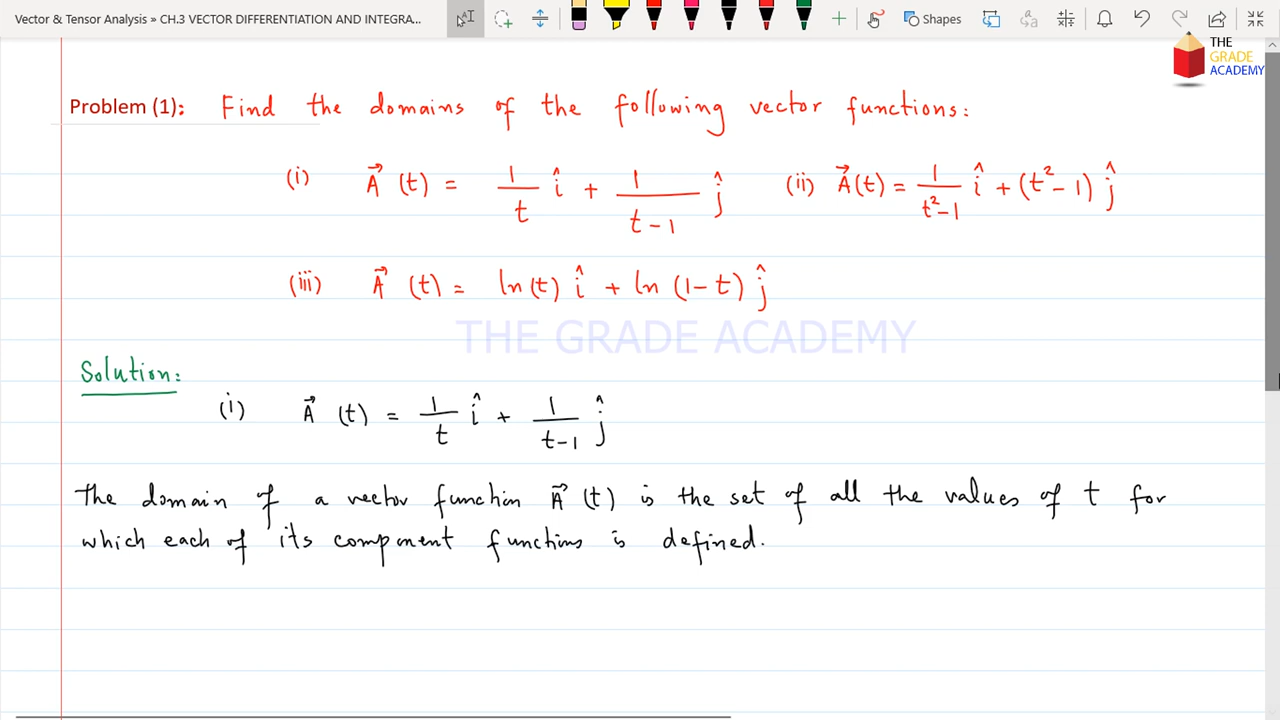 Vector & Tensor Analysis » CH.3 VECTOR DIFFERENTIATION AND INTEGRA...
Shapes
THE
GRADE
ACADEMY
Problem (1): Find the domains of the following vector functions:
(i) A⃗ (t) = 1/t î + 1/(t-1) ĵ (ii) A⃗(t) = 1/(t²-1) î + (t²-1) ĵ
(iii) A⃗ (t) = ln(t) î + ln (1-t) ĵ
THE GRADE ACADEMY
Solution:
(i) A⃗ (t) = 1/t î + 1/(t-1) ĵ
The domain of a vector function A⃗ (t) is the set of all the values of t for
which each of its component functions is defined.